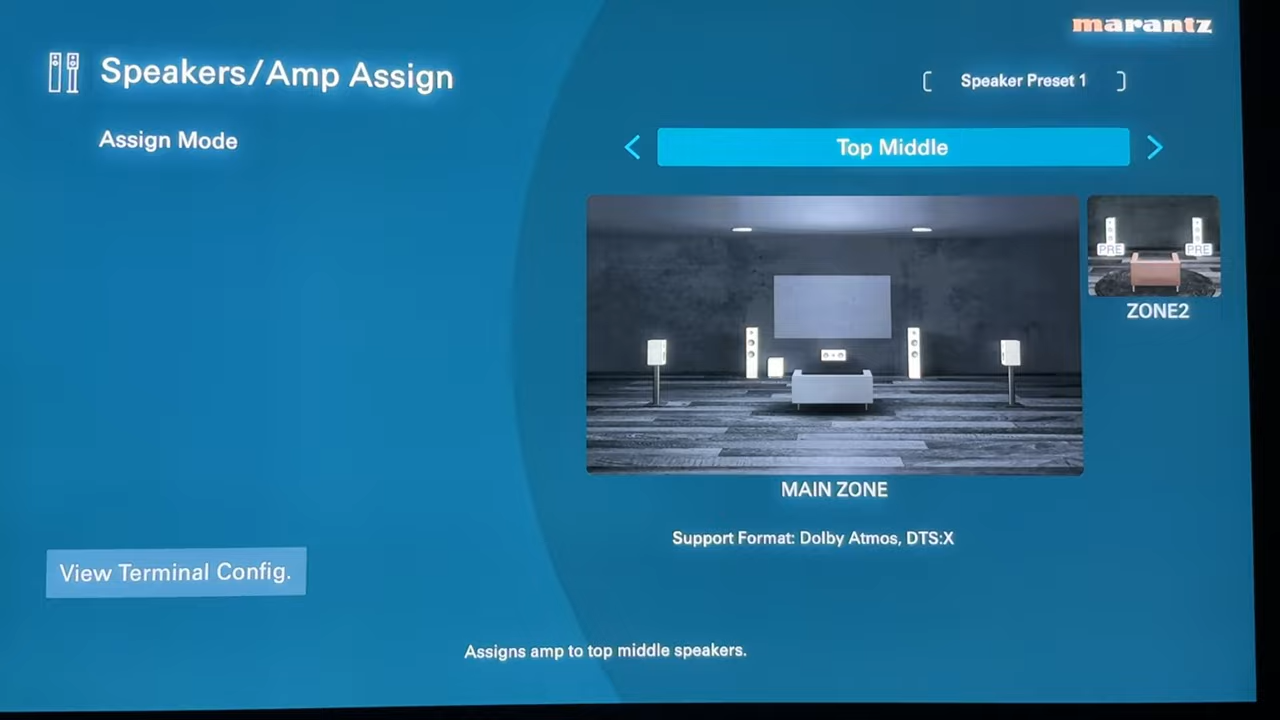 marantz
Speakers/Amp Assign
[ Speaker Preset 1 ]
Assign Mode
< Top Middle >
PRE PRE
ZONE2
MAIN ZONE
Support Format: Dolby Atmos, DTS:X
View Terminal Config.
Assigns amp to top middle speakers.